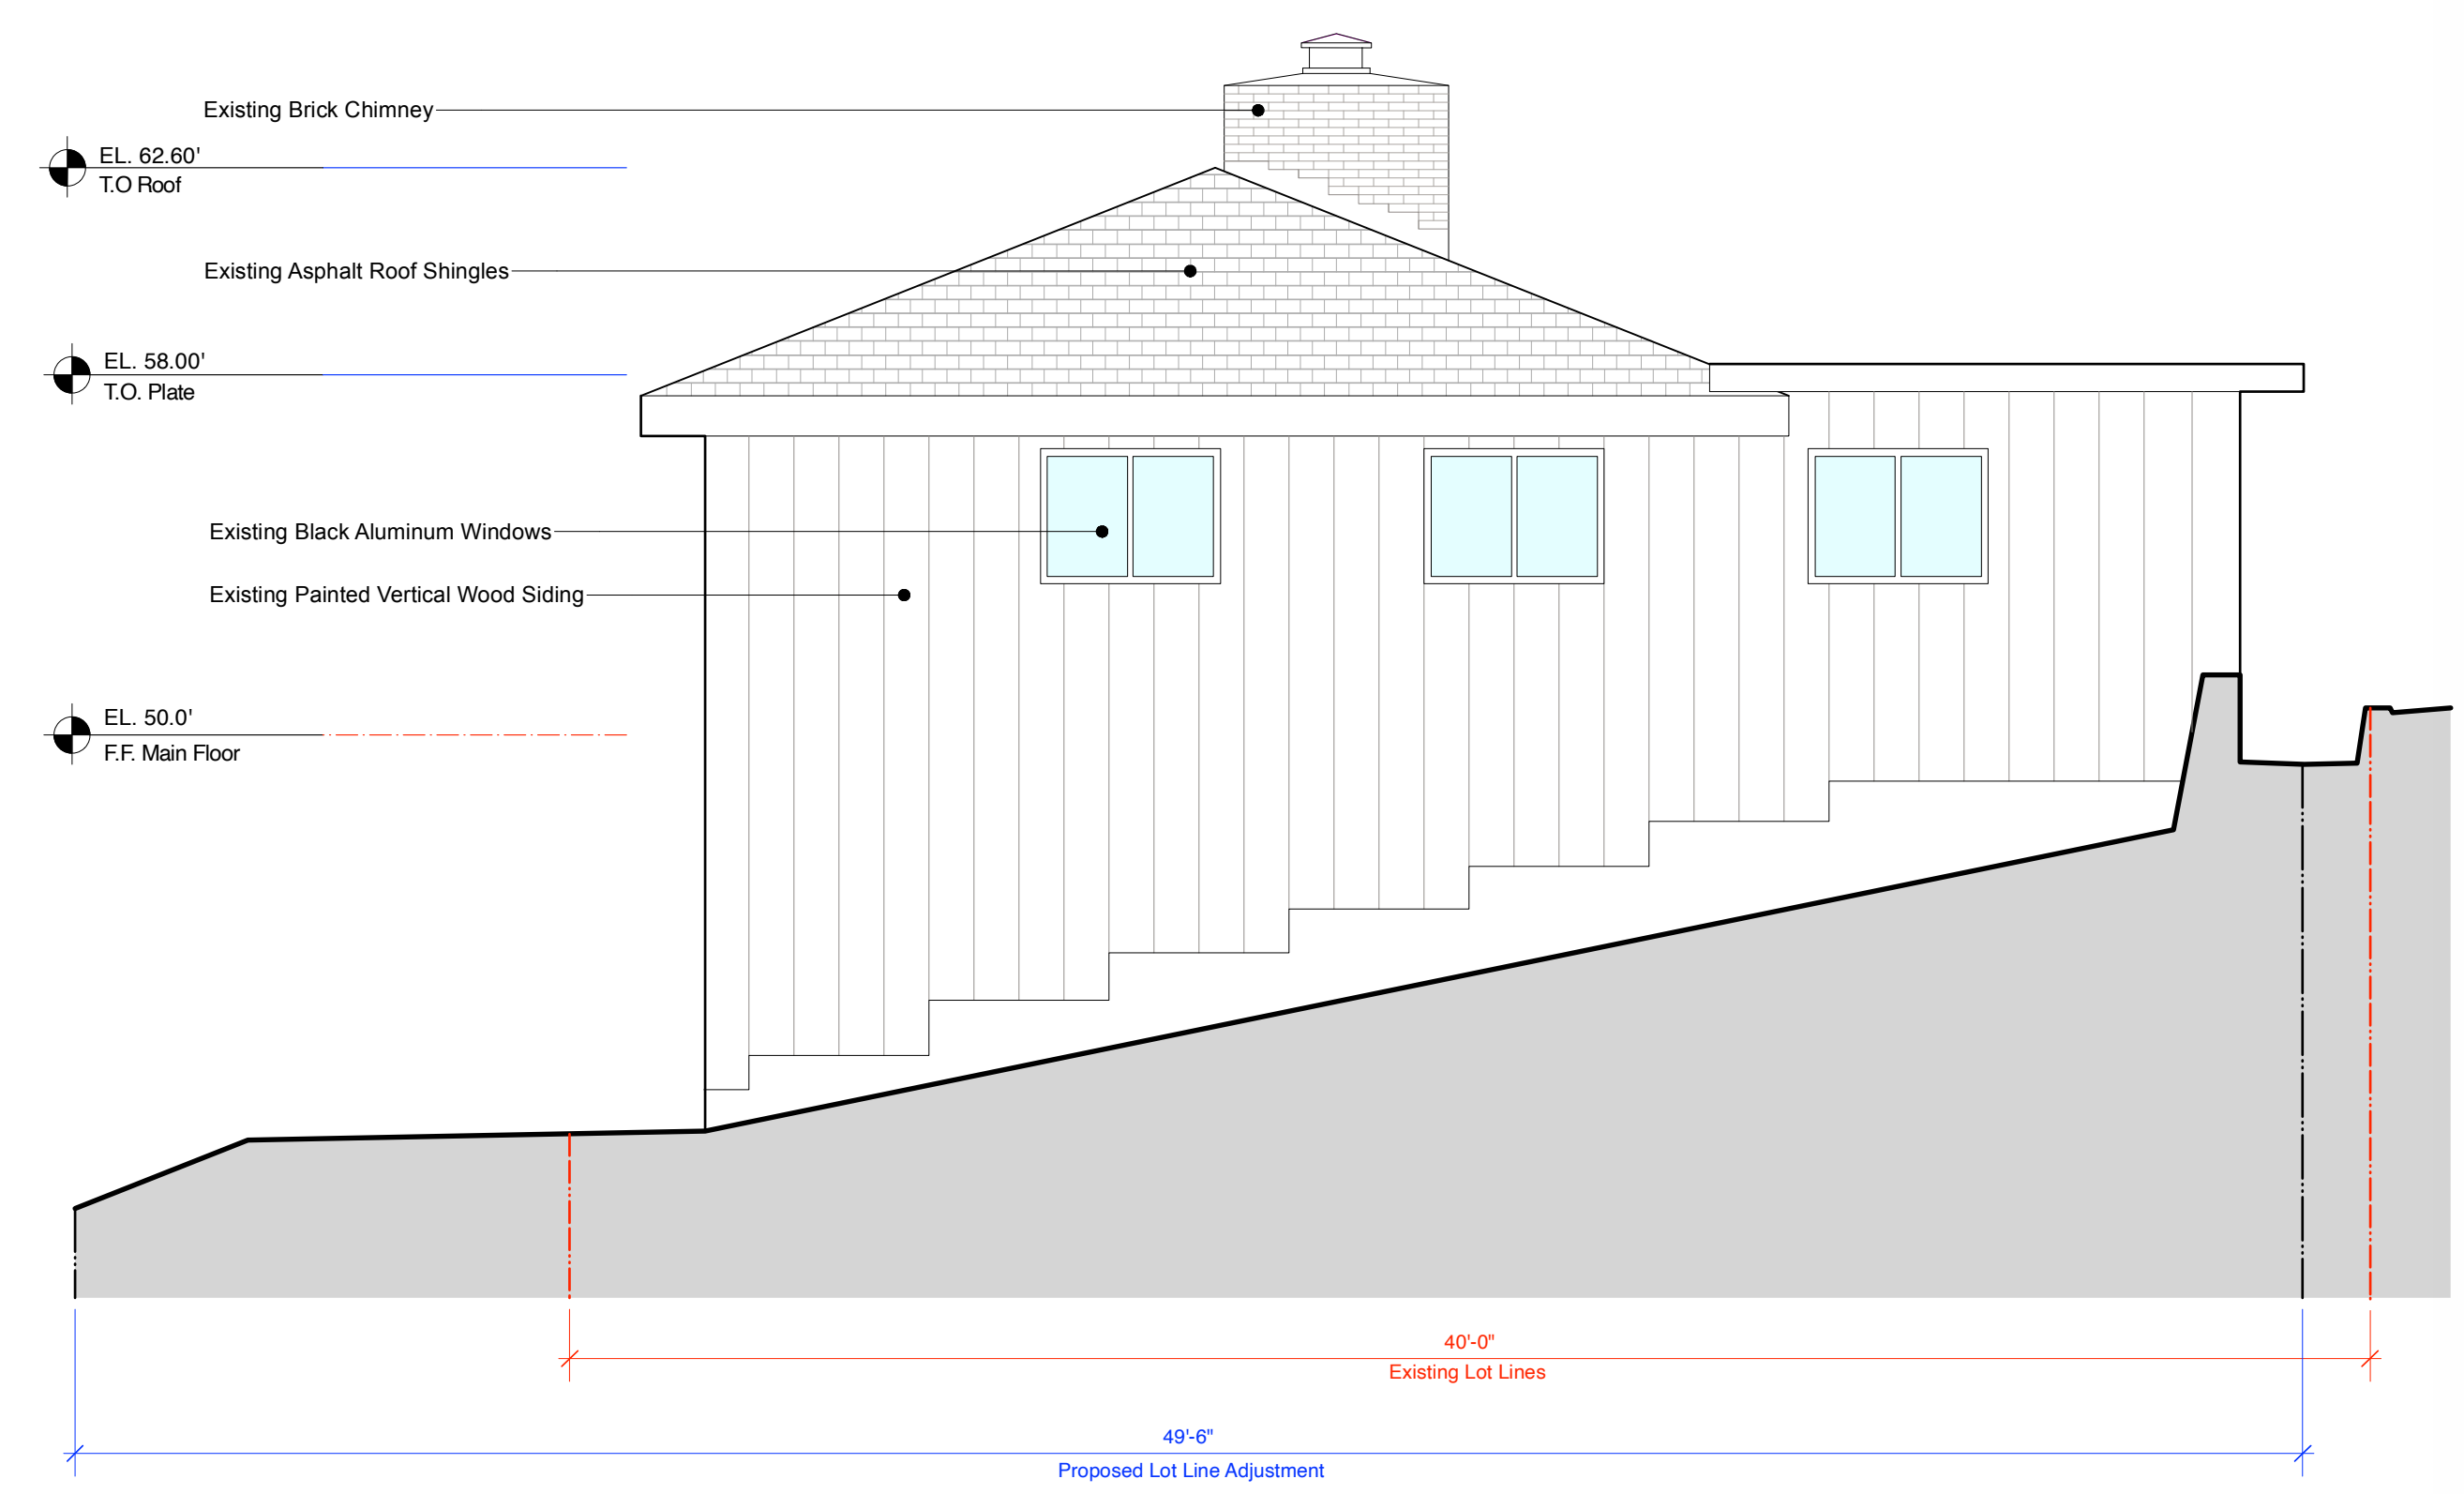 Existing Brick Chimney
EL. 62.60'
T.O Roof
Existing Asphalt Roof Shingles
EL. 58.00'
T.O. Plate
Existing Black Aluminum Windows
Existing Painted Vertical Wood Siding
EL. 50.0'
F.F. Main Floor
40'-0"
Existing Lot Lines
49'-6"
Proposed Lot Line Adjustment